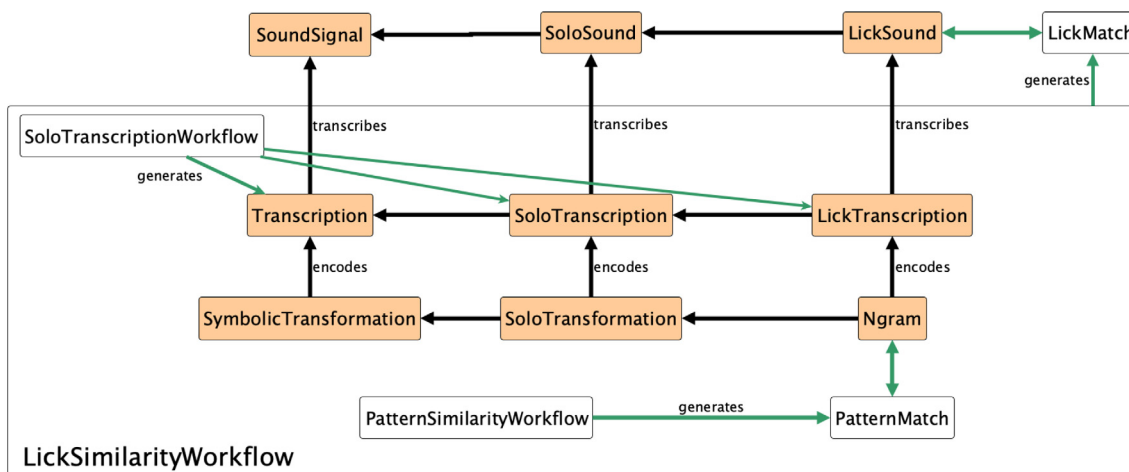 SoundSignal
SoloSound
LickSound
LickMatch
generates
SoloTranscriptionWorkflow
transcribes
transcribes
transcribes
generates
Transcription
SoloTranscription
LickTranscription
encodes
encodes
encodes
SymbolicTransformation
SoloTransformation
Ngram
PatternSimilarityWorkflow
generates
PatternMatch
LickSimilarityWorkflow